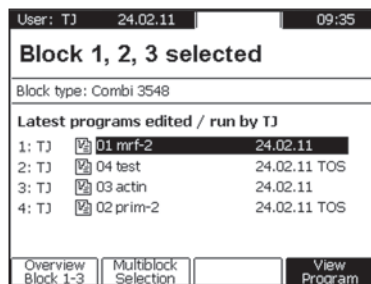 User: TJ 24.02.11 09:35
Block 1, 2, 3 selected
Block type: Combi 3548
Latest programs edited / run by TJ
1: TJ 01 mrf-2 24.02.11
2: TJ 04 test 24.02.11 TOS
3: TJ 03 actin 24.02.11
4: TJ 02 prim-2 24.02.11 TOS
Overview Block 1-3
Multiblock Selection
View Program